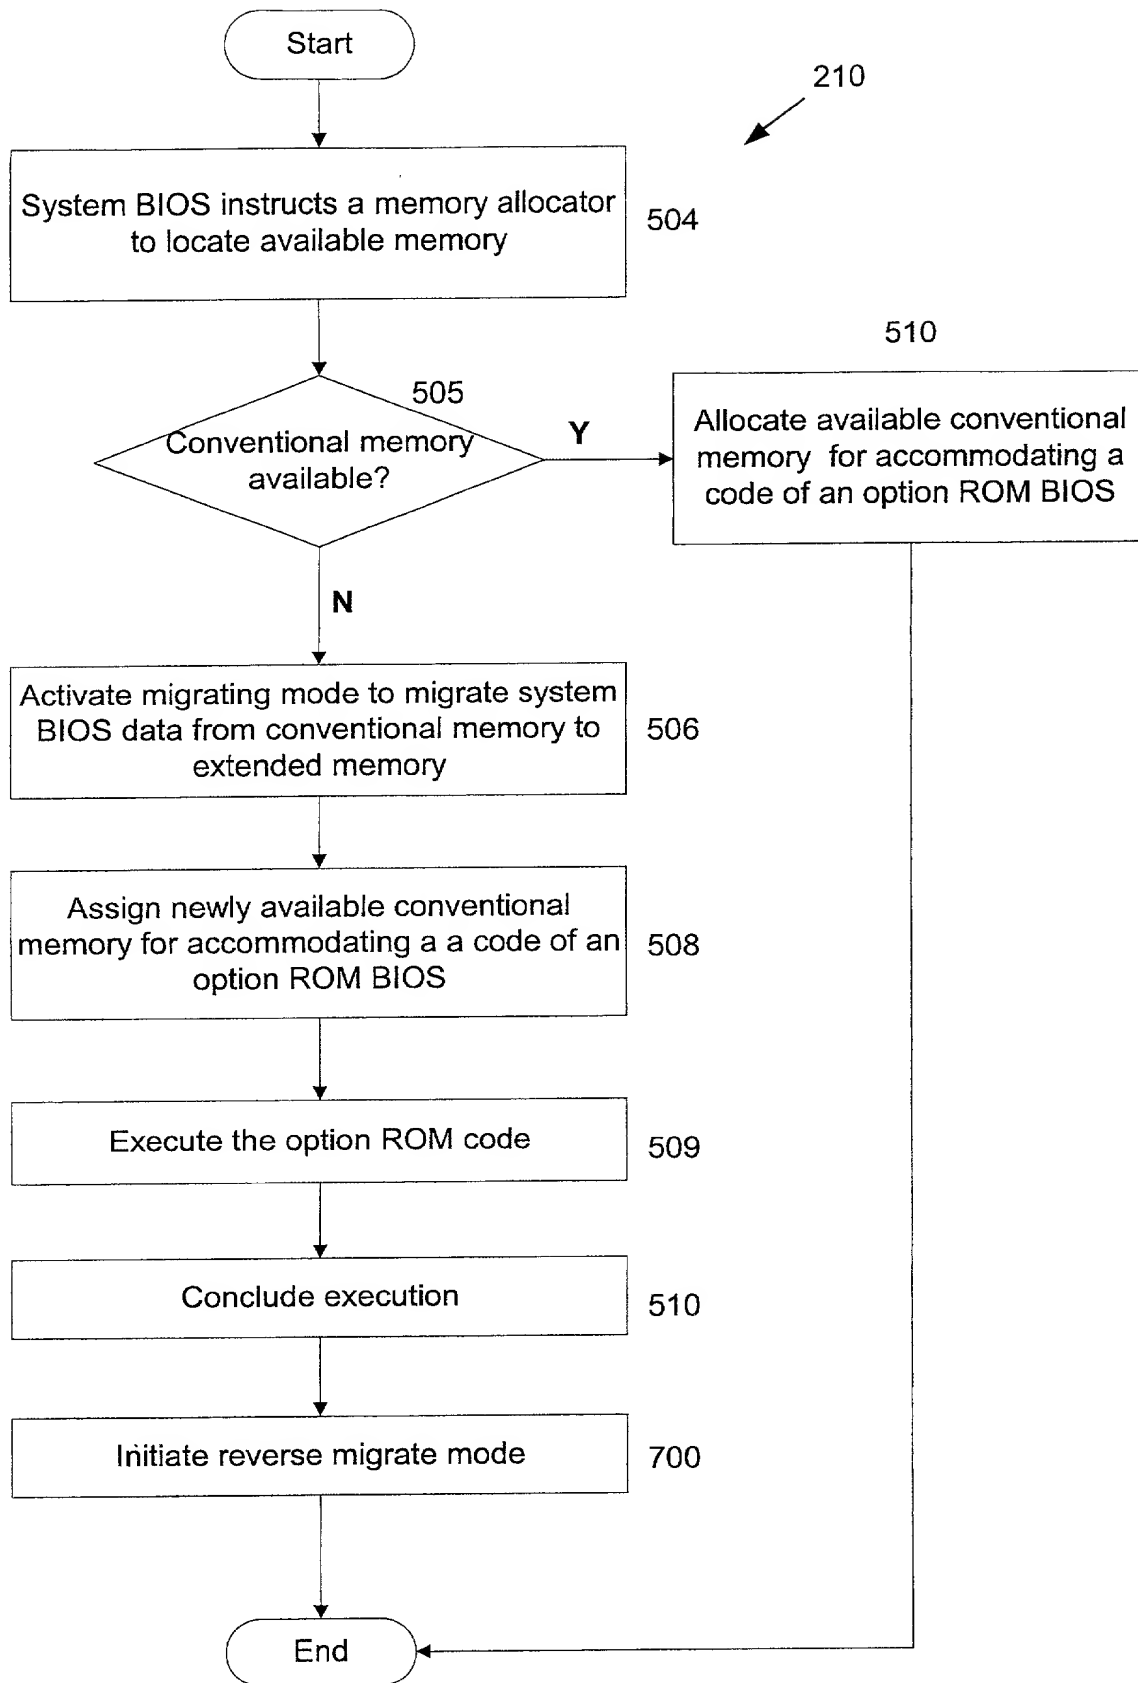 Start
210
System BIOS instructs a memory allocator
to locate available memory
504
505
Conventional memory
available?
Y
510
Allocate available conventional
memory for accommodating a
code of an option ROM BIOS
N
Activate migrating mode to migrate system
BIOS data from conventional memory to
extended memory
506
Assign newly available conventional
memory for accommodating a a code of an
option ROM BIOS
508
Execute the option ROM code
509
Conclude execution
510
Initiate reverse migrate mode
700
End